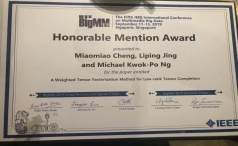 BigMM
The Fifth IEEE International Conference
on Multimedia Big Data
September 11-13, 2019
Singapore, Singapore
Honorable Mention Award
presented to
Miaomiao Cheng, Liping Jing
and Michael Kwok-Po Ng
for the paper entitled
A Weighted Tensor Factorization Method for Low-rank Tensor Completion
IEEE